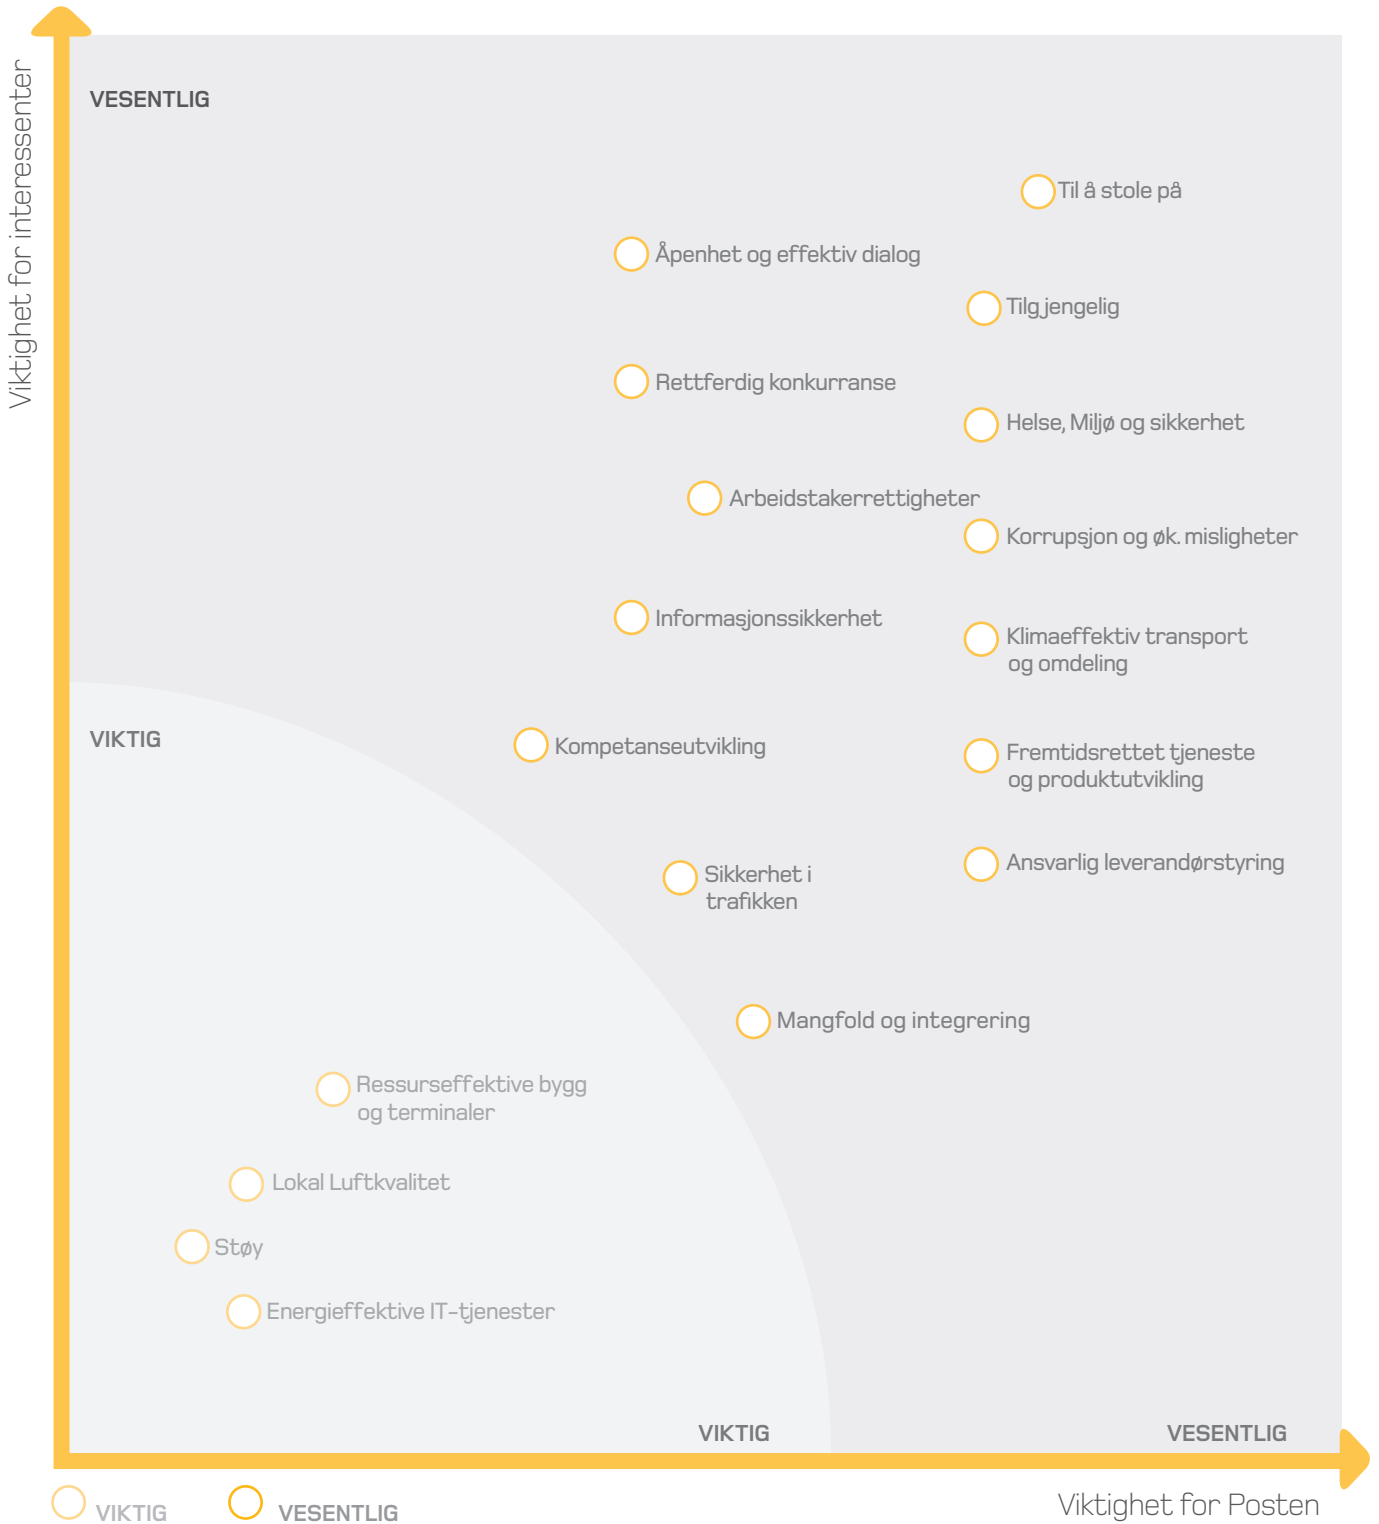 Viktighet for interessenter
VESENTLIG
Til å stole på
Åpenhet og effektiv dialog
Tilgjengelig
Rettferdig konkurranse
Helse, Miljø og sikkerhet
Arbeidstakerrettigheter
Korrupsjon og øk. misligheter
Informasjonssikkerhet
Klimaeffektiv transport
og omdeling
VIKTIG
Kompetanseutvikling
Fremtidsrettet tjeneste
og produktutvikling
Sikkerhet i
trafikken
Ansvarlig leverandørstyring
Mangfold og integrering
Ressurseffektive bygg
og terminaler
Lokal Luftkvalitet
Støy
Energieffektive IT-tjenester
VIKTIG
VESENTLIG
Viktighet for Posten
VIKTIG
VESENTLIG